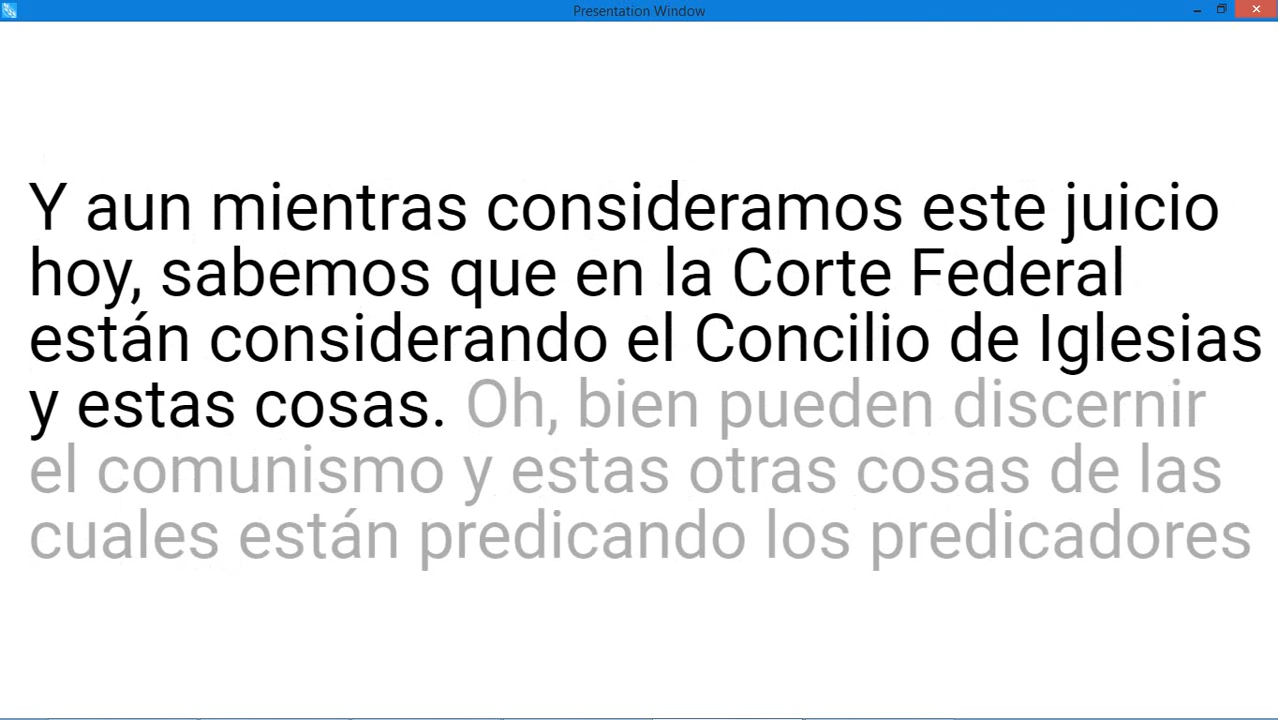 Presentation Window
Y aun mientras consideramos este juicio
hoy, sabemos que en la Corte Federal
están considerando el Concilio de Iglesias
y estas cosas. Oh, bien pueden discernir
el comunismo y estas otras cosas de las
cuales están predicando los predicadores